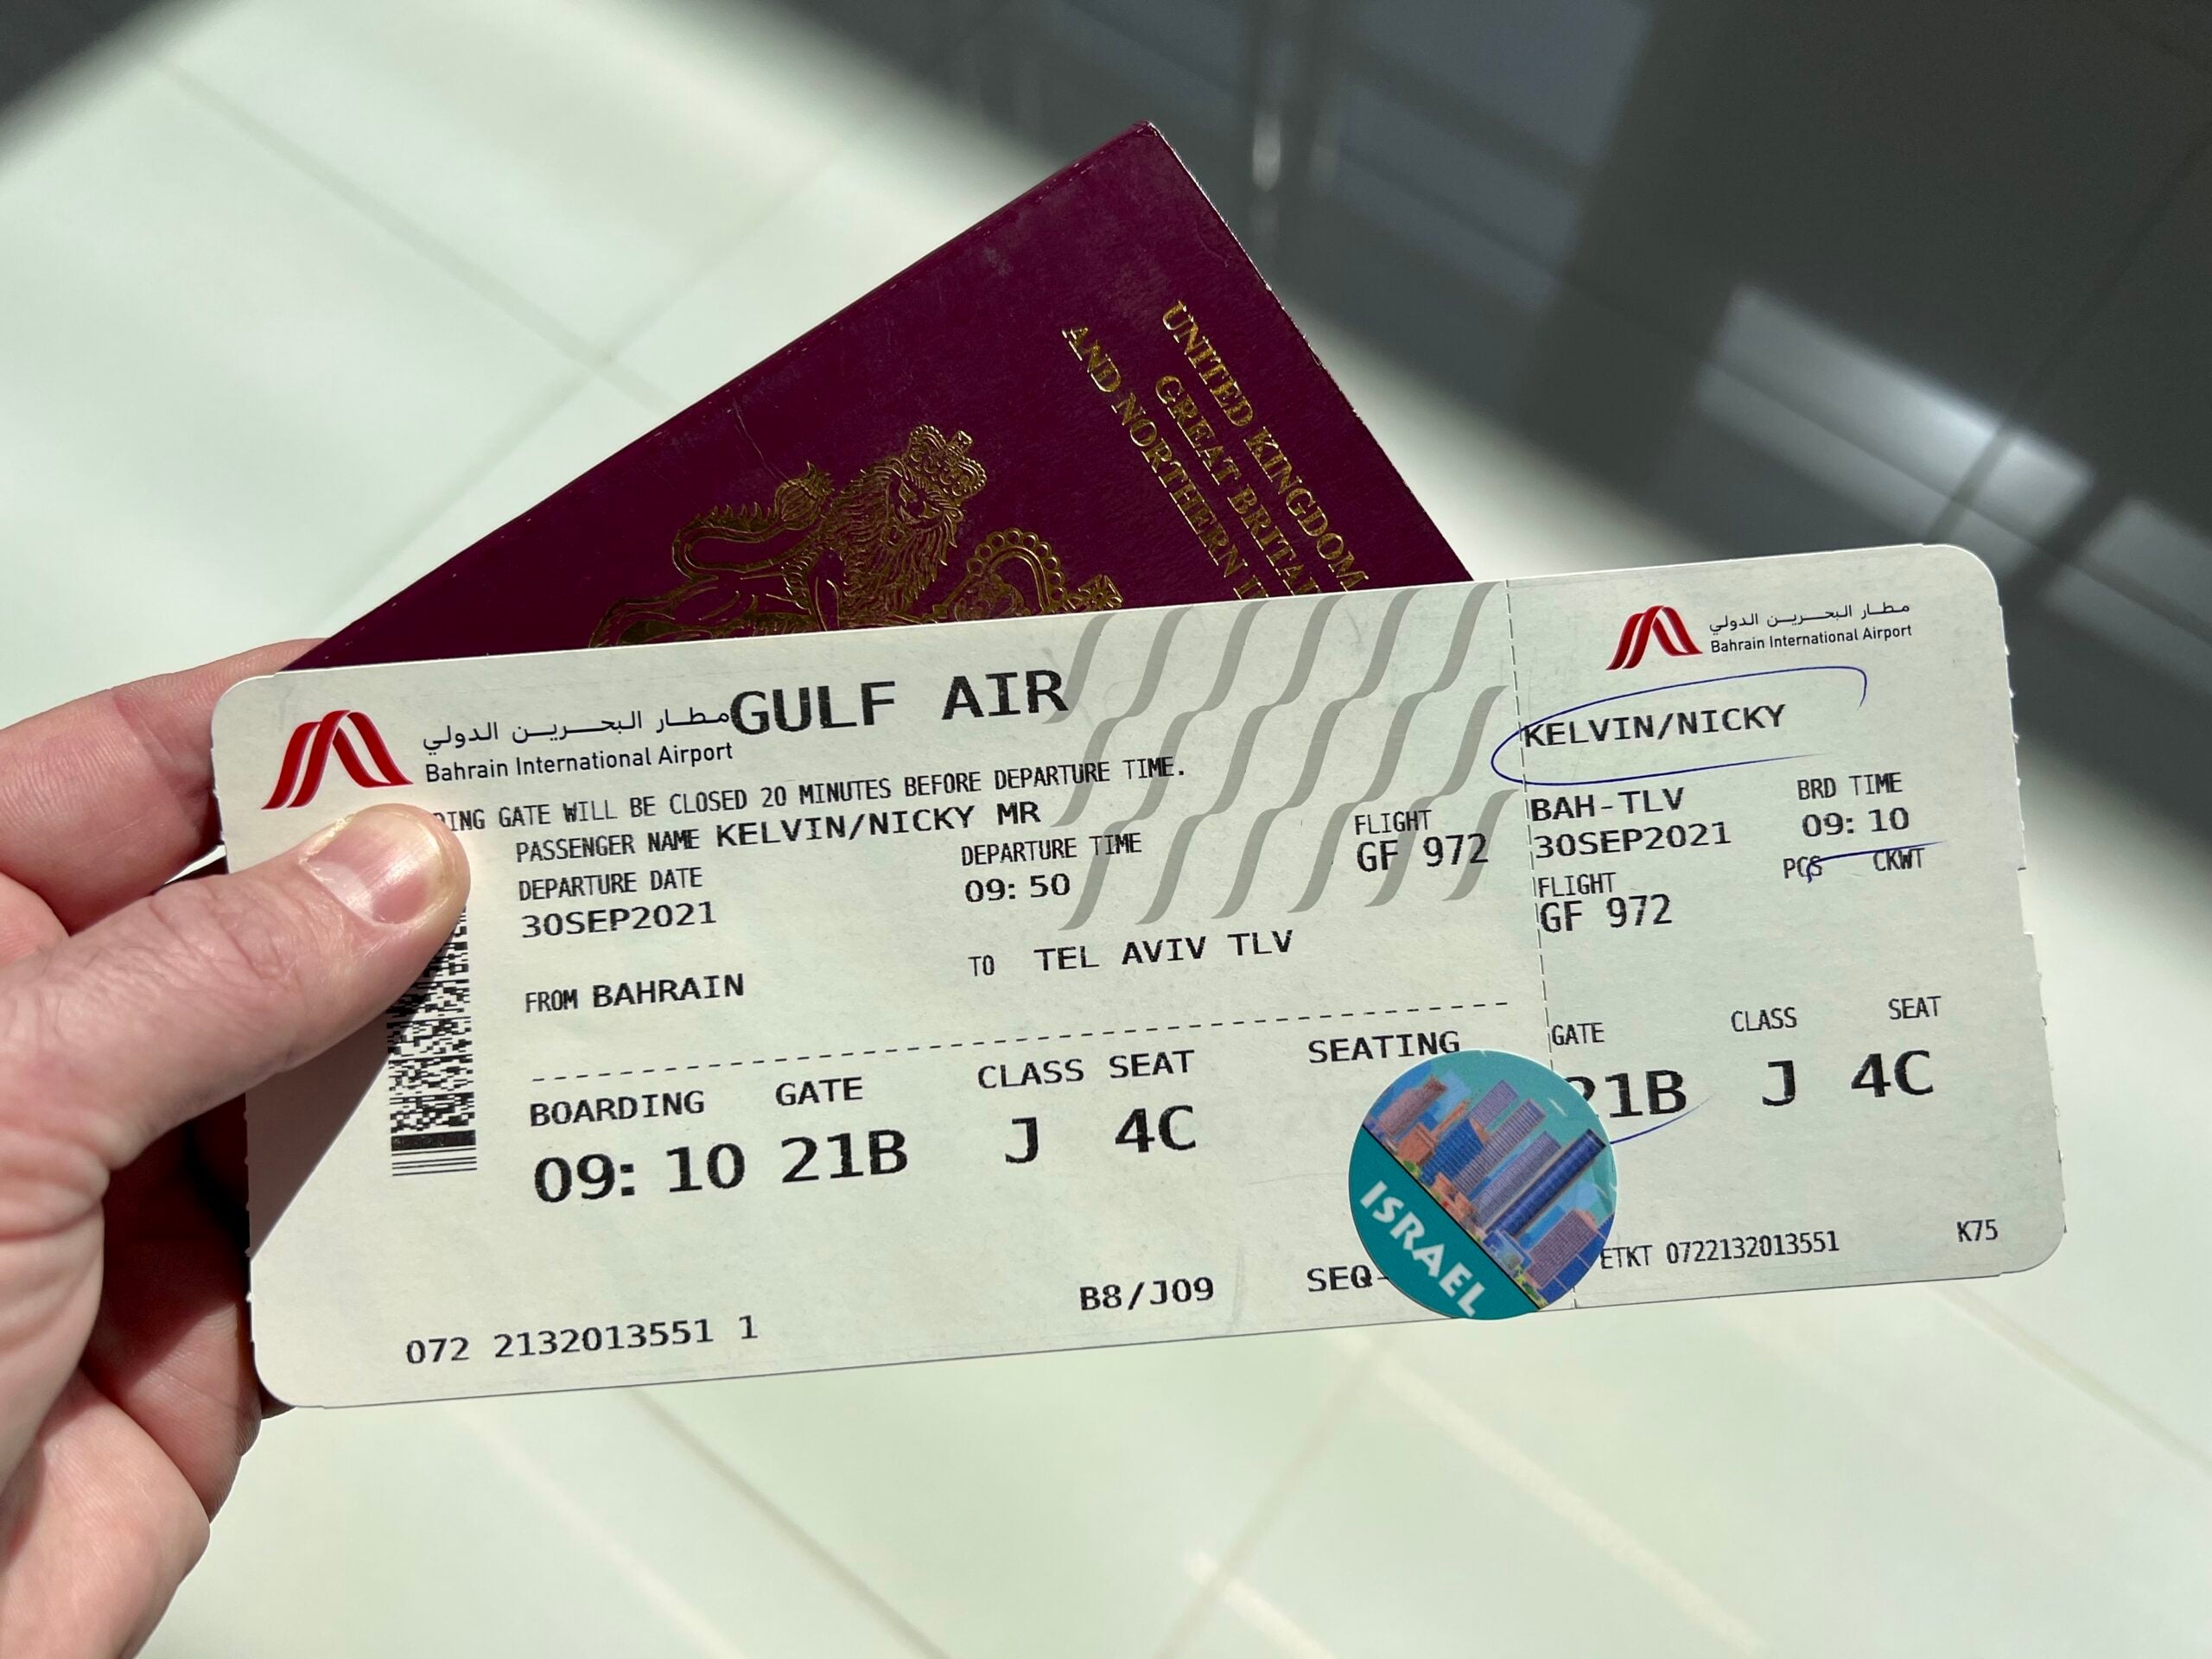 UNITED KINGDOM
GREAT BRITAI
AND NORTHERN
مطار البحرين الدولي
Bahrain International Airport
GULF AIR
DING GATE WILL BE CLOSED 20 MINUTES BEFORE DEPARTURE TIME.
PASSENGER NAME KELVIN/NICKY MR
DEPARTURE DATE
30SEP2021
DEPARTURE TIME
09: 50
FLIGHT
GF 972
FROM BAHRAIN
TO TEL AVIV TLV
BOARDING GATE CLASS SEAT SEATING
09: 10 21B J 4C
B8/J09
SEQ-
072 2132013551 1
ISRAEL
مطار البحرين الدولي
Bahrain International Airport
KELVIN/NICKY
BAH-TLV
30SEP2021
BRD TIME
09: 10
FLIGHT
GF 972
PCS CKWT
GATE CLASS SEAT
21B J 4C
ETKT 0722132013551
K75